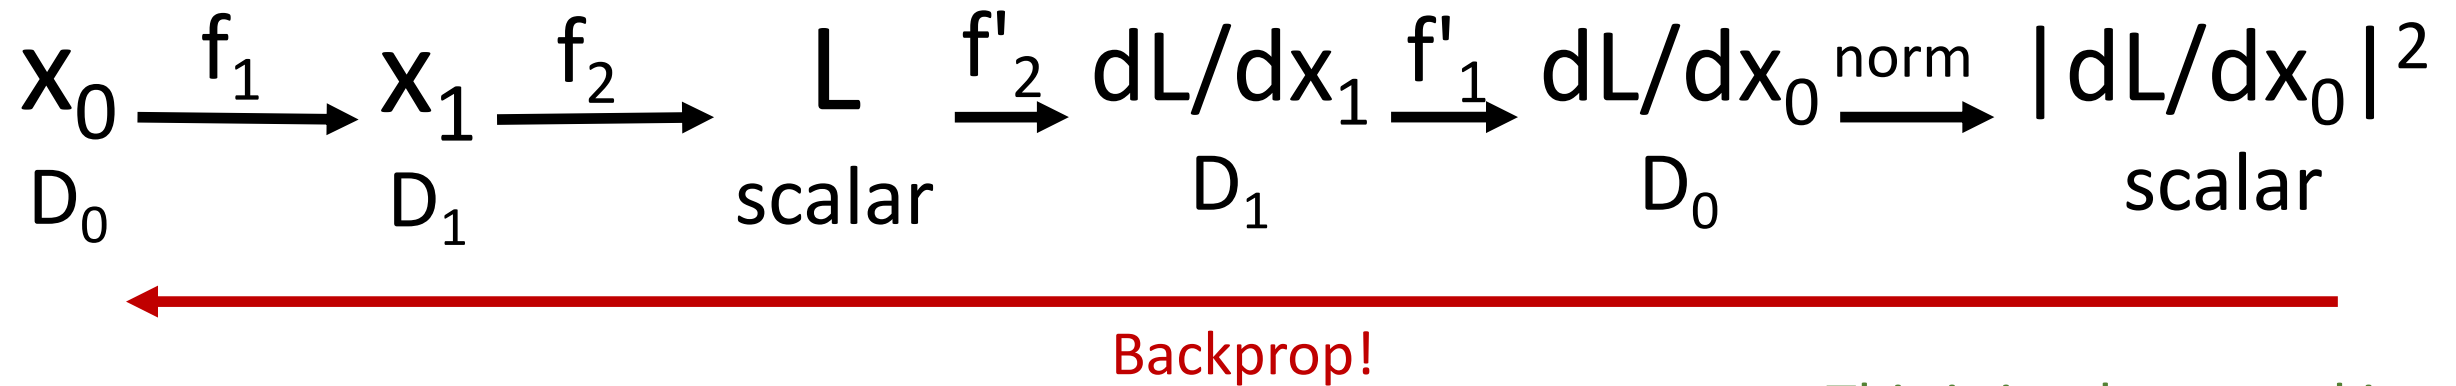 f₁ f₂ f'₂ f'₁ norm
x₀ x₁ L dL/dx₁ dL/dx₀ |dL/dx₀|²
D₀ D₁ scalar D₁ D₀ scalar
Backprop!